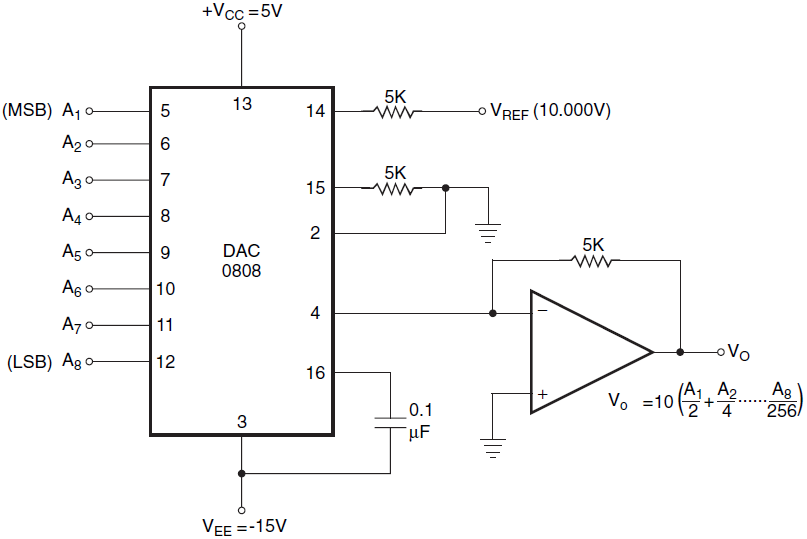 +VCC = 5V
13
(MSB) A1
5
14
5K
VREF (10.000V)
A2
6
A3
7
15
5K
A4
8
2
A5
9
DAC
0808
5K
A6
10
A7
11
4
−
(LSB) A8
12
16
VO
+
Vo = 10 (A1/2 + A2/4 ...... A8/256)
0.1
µF
3
VEE = -15V